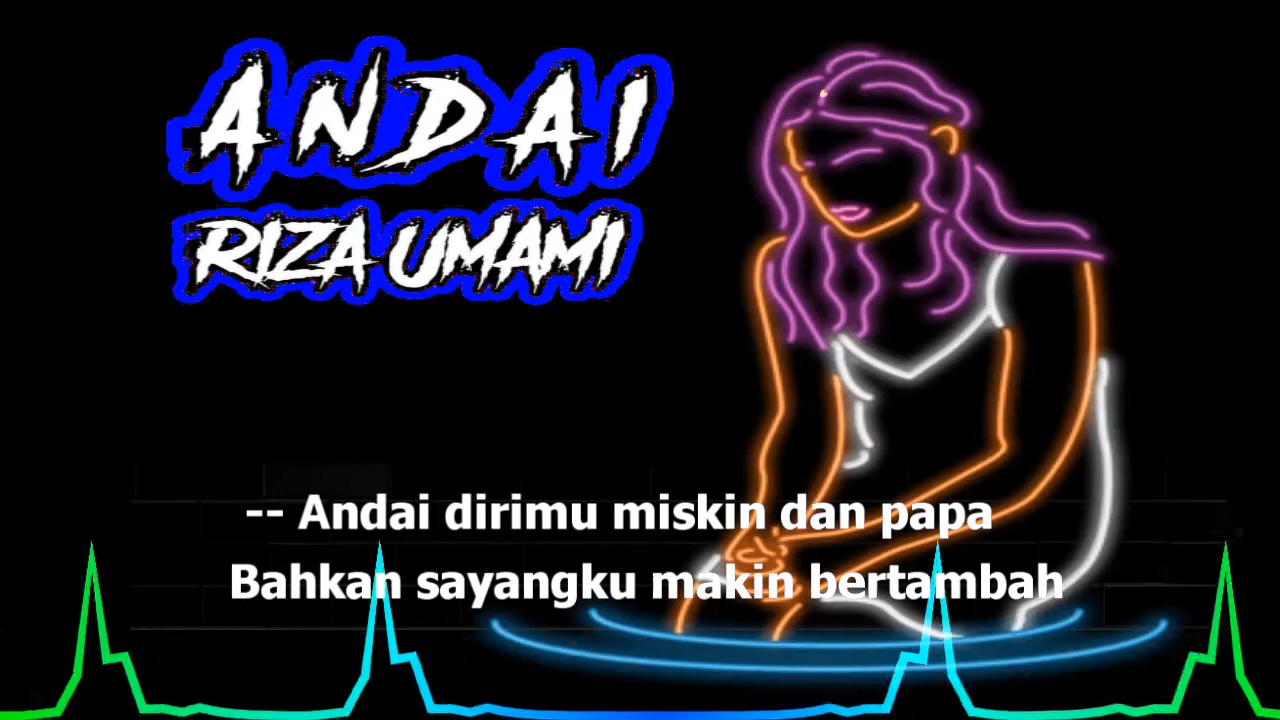 ANDAI
RIZA UMAMI
-- Andai dirimu miskin dan papa
Bahkan sayangku makin bertambah